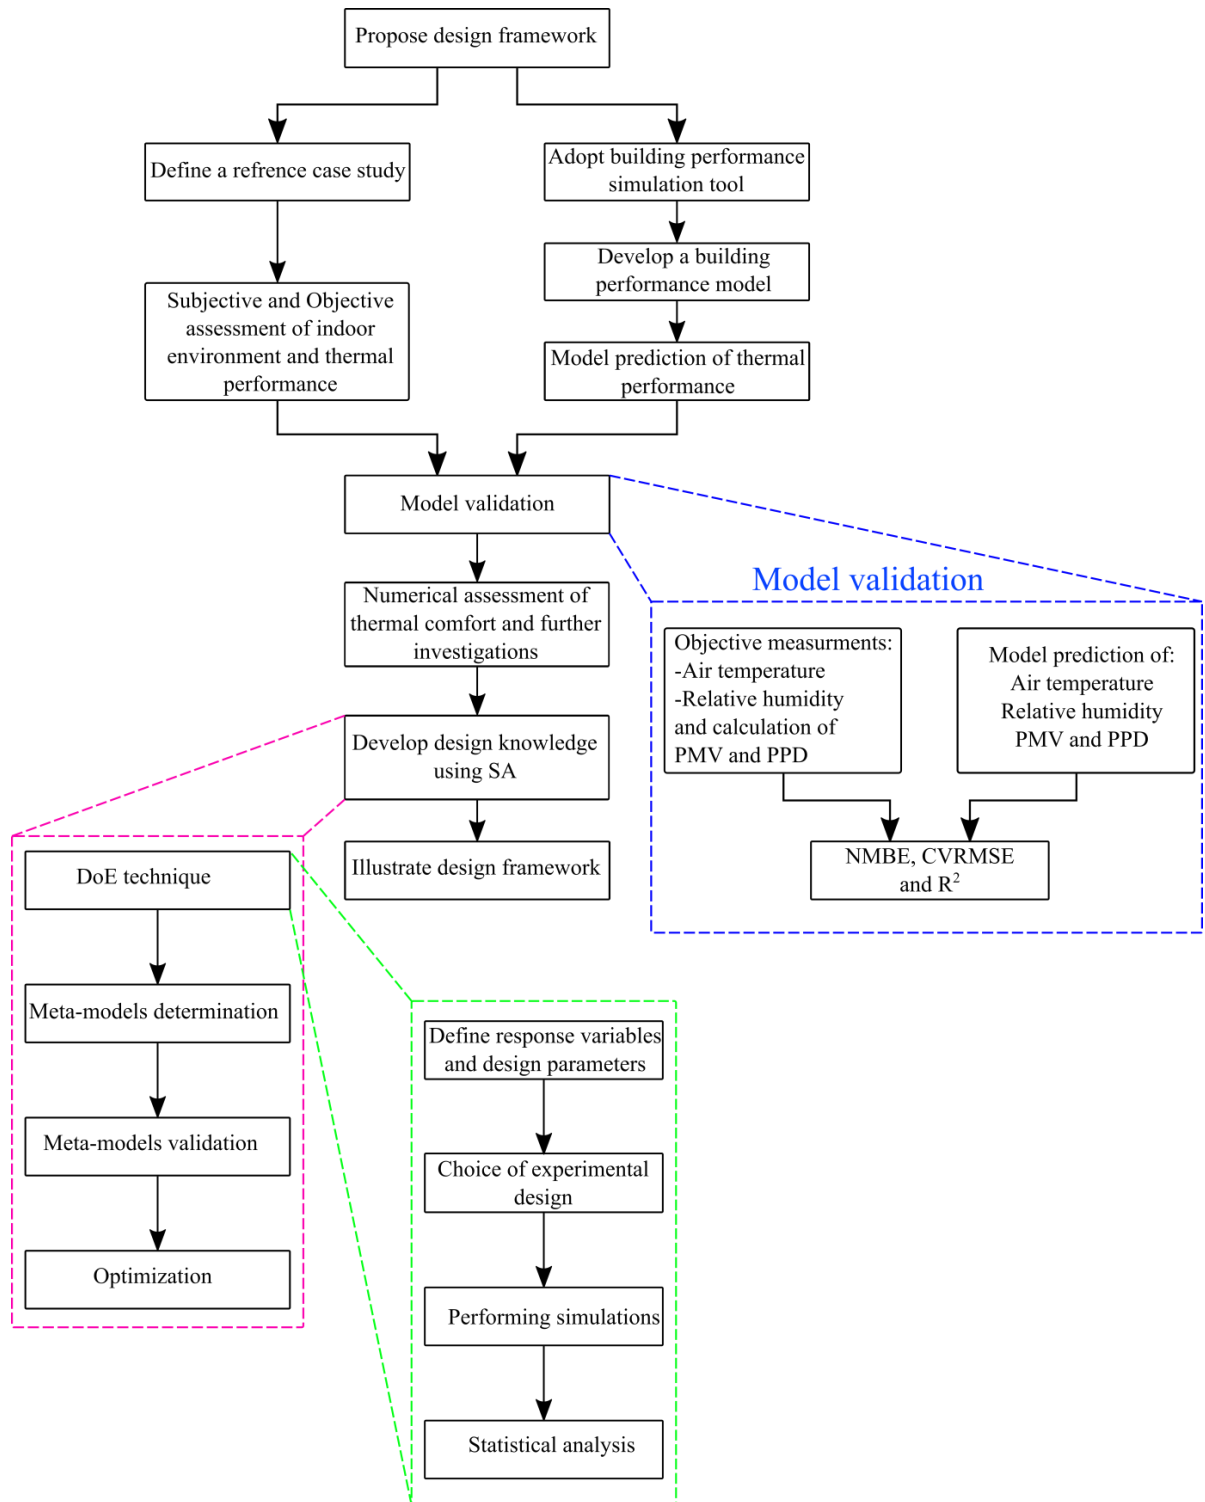 Propose design framework
Define a refrence case study
Adopt building performance
simulation tool
Develop a building
performance model
Subjective and Objective
assessment of indoor
environment and thermal
performance
Model prediction of thermal
performance
Model validation
Numerical assessment of
thermal comfort and further
investigations
Develop design knowledge
using SA
Illustrate design framework
Model validation
Objective measurments:
-Air temperature
-Relative humidity
and calculation of
PMV and PPD
Model prediction of:
Air temperature
Relative humidity
PMV and PPD
NMBE, CVRMSE
and R²
DoE technique
Meta-models determination
Meta-models validation
Optimization
Define response variables
and design parameters
Choice of experimental
design
Performing simulations
Statistical analysis